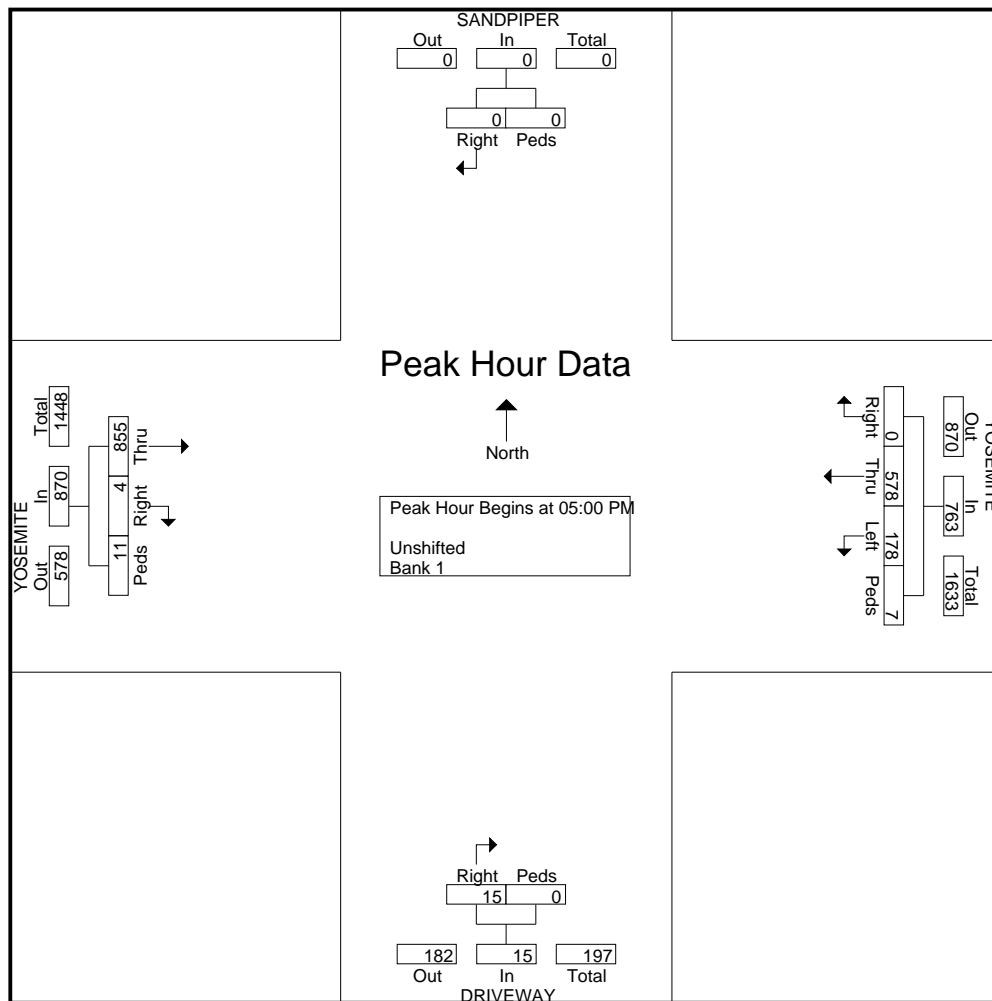 SANDPIPER
Out In Total
0 0 0
0 0
Right Peds
Peak Hour Data
North
Peak Hour Begins at 05:00 PM
Unshifted
Bank 1
YOSEMITE
Out In Total
578 870 1448
855 4 11
Thru Right Peds
YOSEMITE
Out In Total
870 763 1633
0 578 178 7
Right Thru Left Peds
Right Peds
15 0
182 15 197
Out In Total
DRIVEWAY